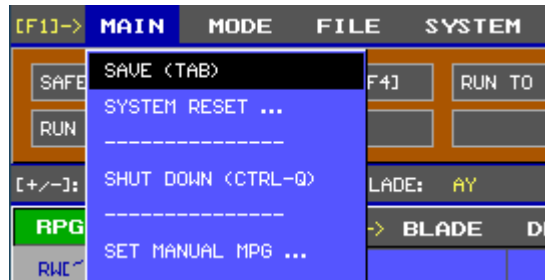 [F1]-> MAIN MODE FILE SYSTEM
SAVE (TAB)
SAFE F4] RUN TO
SYSTEM RESET ...
RUN
---------------
[+/-]: SHUT DOWN (CTRL-Q) LADE: AY
---------------
RPG -> BLADE
SET MANUAL MPG ...